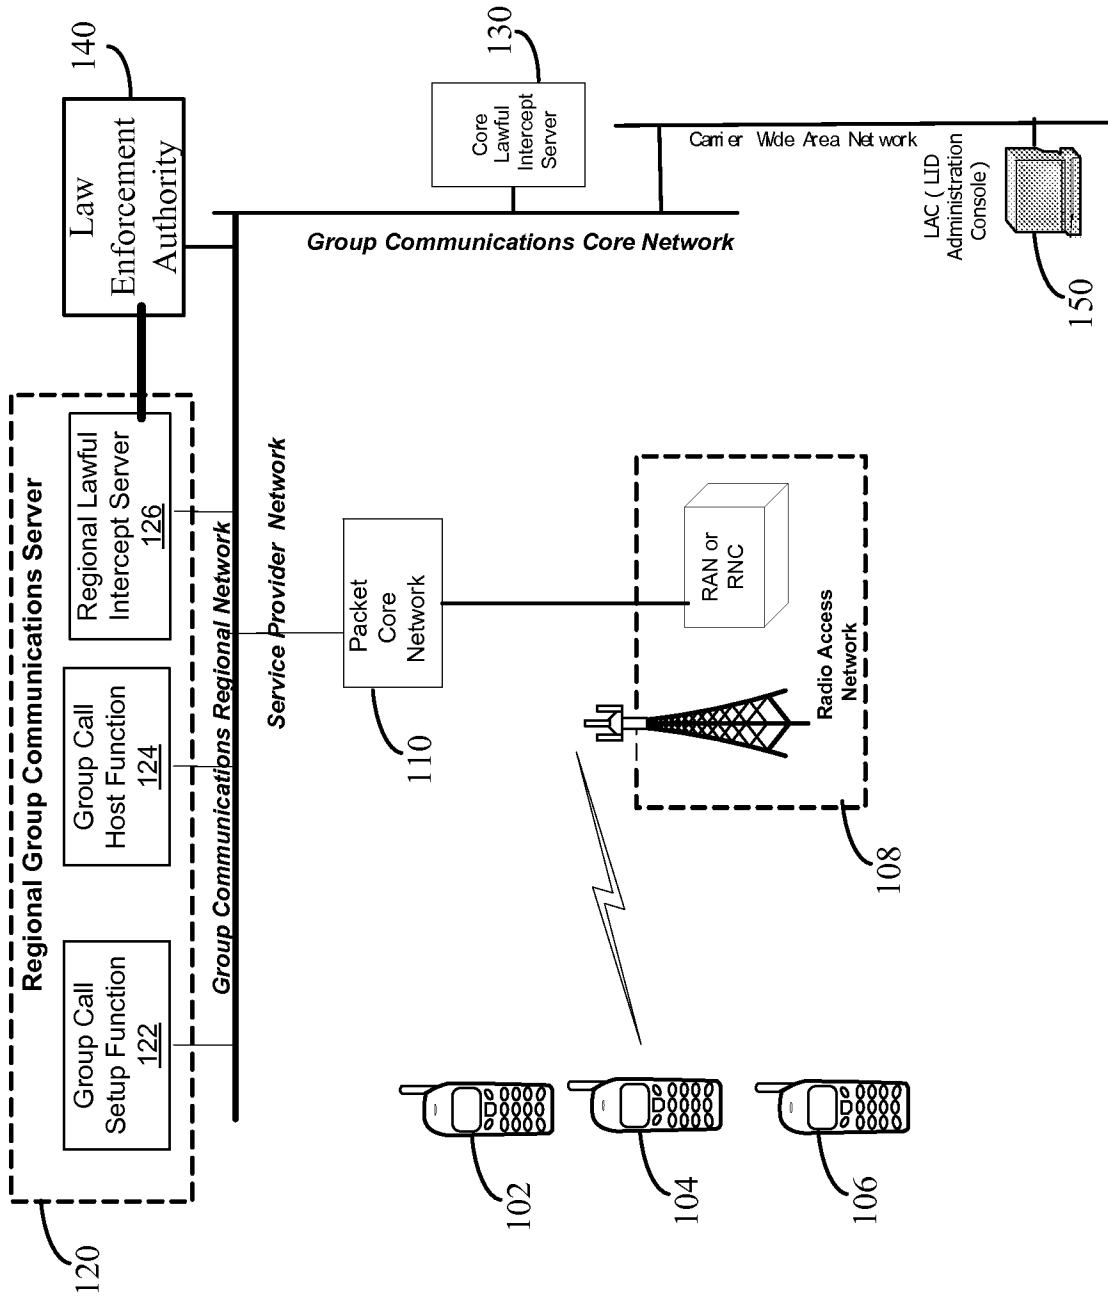 Regional Group Communications Server
120
Group Call
Setup Function
122
Group Call
Host Function
124
Regional Lawful
Intercept Server
126
Law
Enforcement
Authority
140
Group Communications Regional Network
Service Provider Network
Group Communications Core Network
Core
Lawful
Intercept
Server
130
Carrier Wide Area Network
LAC ( LID
Administration
Console)
150
Packet
Core
Network
110
RAN or
RNC
Radio Access
Network
108
102
104
106